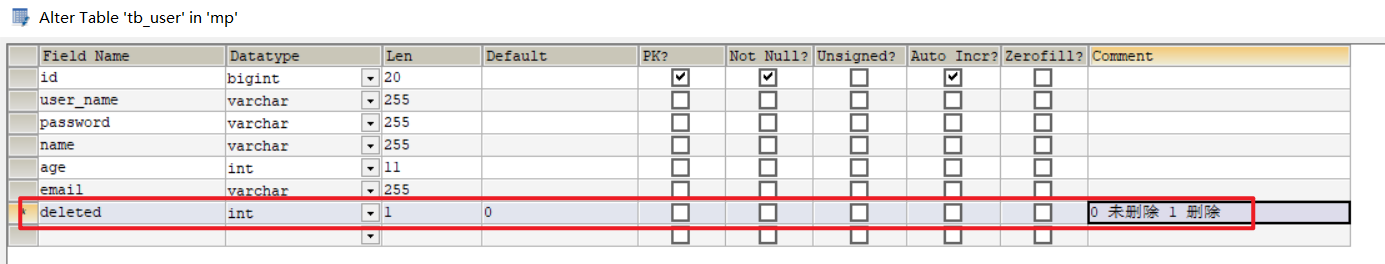 Alter Table 'tb_user' in 'mp'
Field Name Datatype Len Default PK? Not Null? Unsigned? Auto Incr? Zerofill? Comment
id bigint 20
user_name varchar 255
password varchar 255
name varchar 255
age int 11
email varchar 255
* deleted int 1 0 0 未删除 1 删除